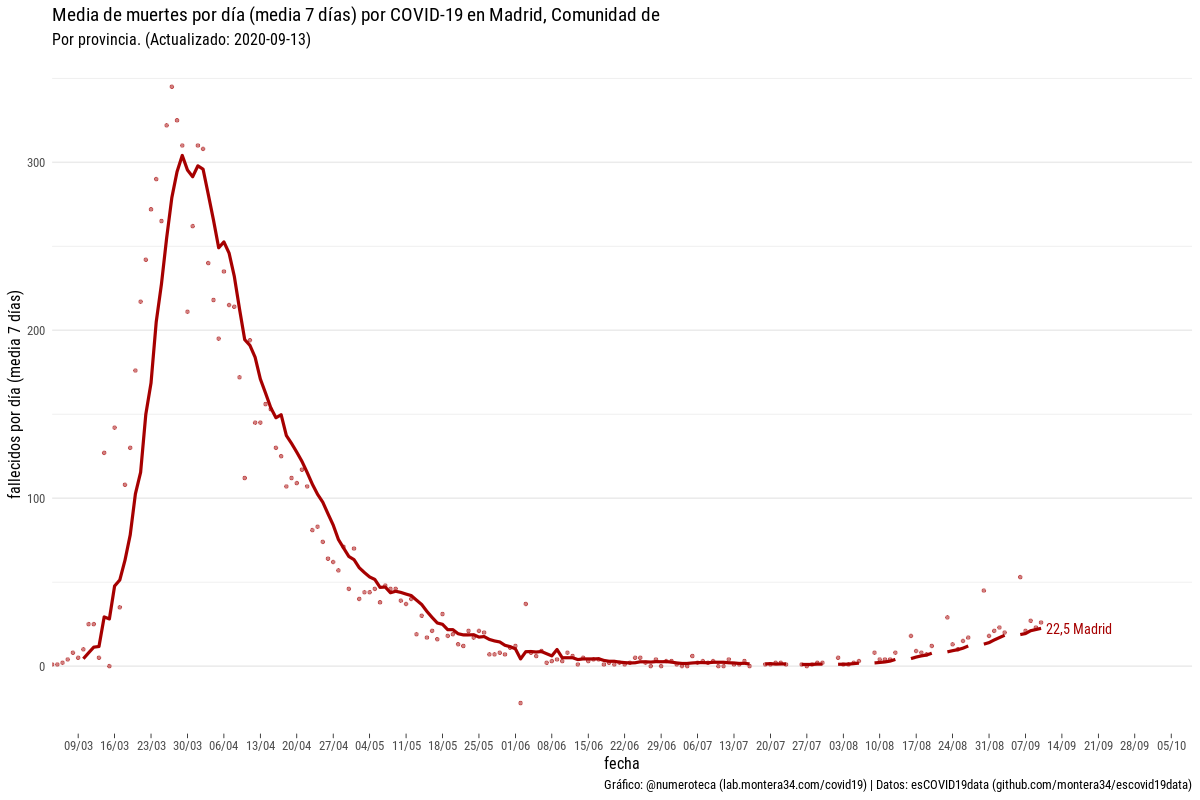 Media de muertes por día (media 7 días) por COVID-19 en Madrid, Comunidad de
Por provincia. (Actualizado: 2020-09-13)
fallecidos por día (media 7 días)
300
200
100
0
22,5 Madrid
09/03 16/03 23/03 30/03 06/04 13/04 20/04 27/04 04/05 11/05 18/05 25/05 01/06 08/06 15/06 22/06 29/06 06/07 13/07 20/07 27/07 03/08 10/08 17/08 24/08 31/08 07/09 14/09 21/09 28/09 05/10
fecha
Gráfico: @numeroteca (lab.montera34.com/covid19) | Datos: esCOVID19data (github.com/montera34/escovid19data)